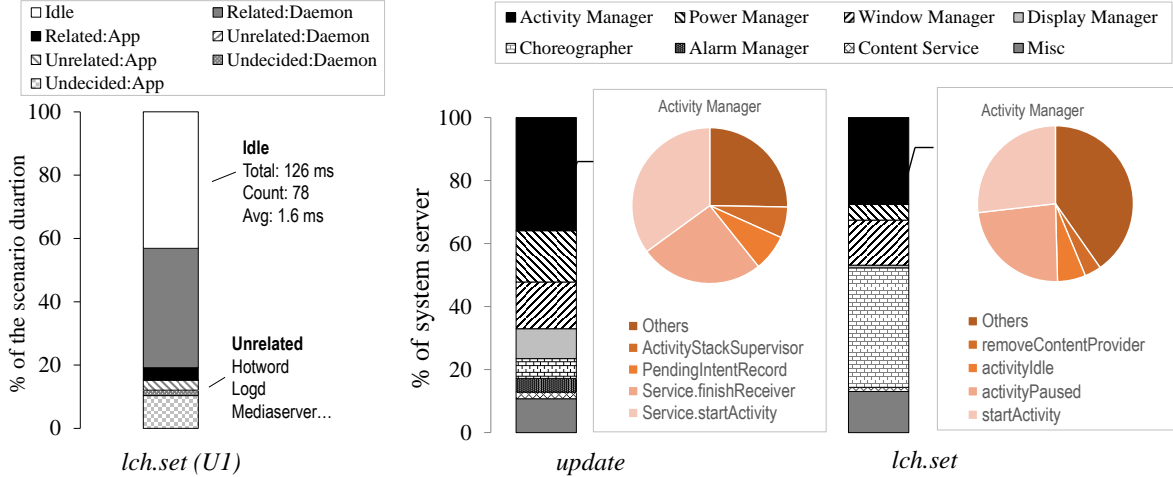 Idle
Related:Daemon
Related:App
Unrelated:Daemon
Unrelated:App
Undecided:Daemon
Undecided:App
% of the scenario duartion
100
80
60
40
20
0
Idle
Total: 126 ms
Count: 78
Avg: 1.6 ms
Unrelated
Hotword
Logd
Mediaserver…
lch.set (U1)
Activity Manager
Power Manager
Window Manager
Display Manager
Choreographer
Alarm Manager
Content Service
Misc
% of system server
100
80
60
40
20
0
Activity Manager
Others
ActivityStackSupervisor
PendingIntentRecord
Service.finishReceiver
Service.startActivity
update
Activity Manager
Others
removeContentProvider
activityIdle
activityPaused
startActivity
lch.set